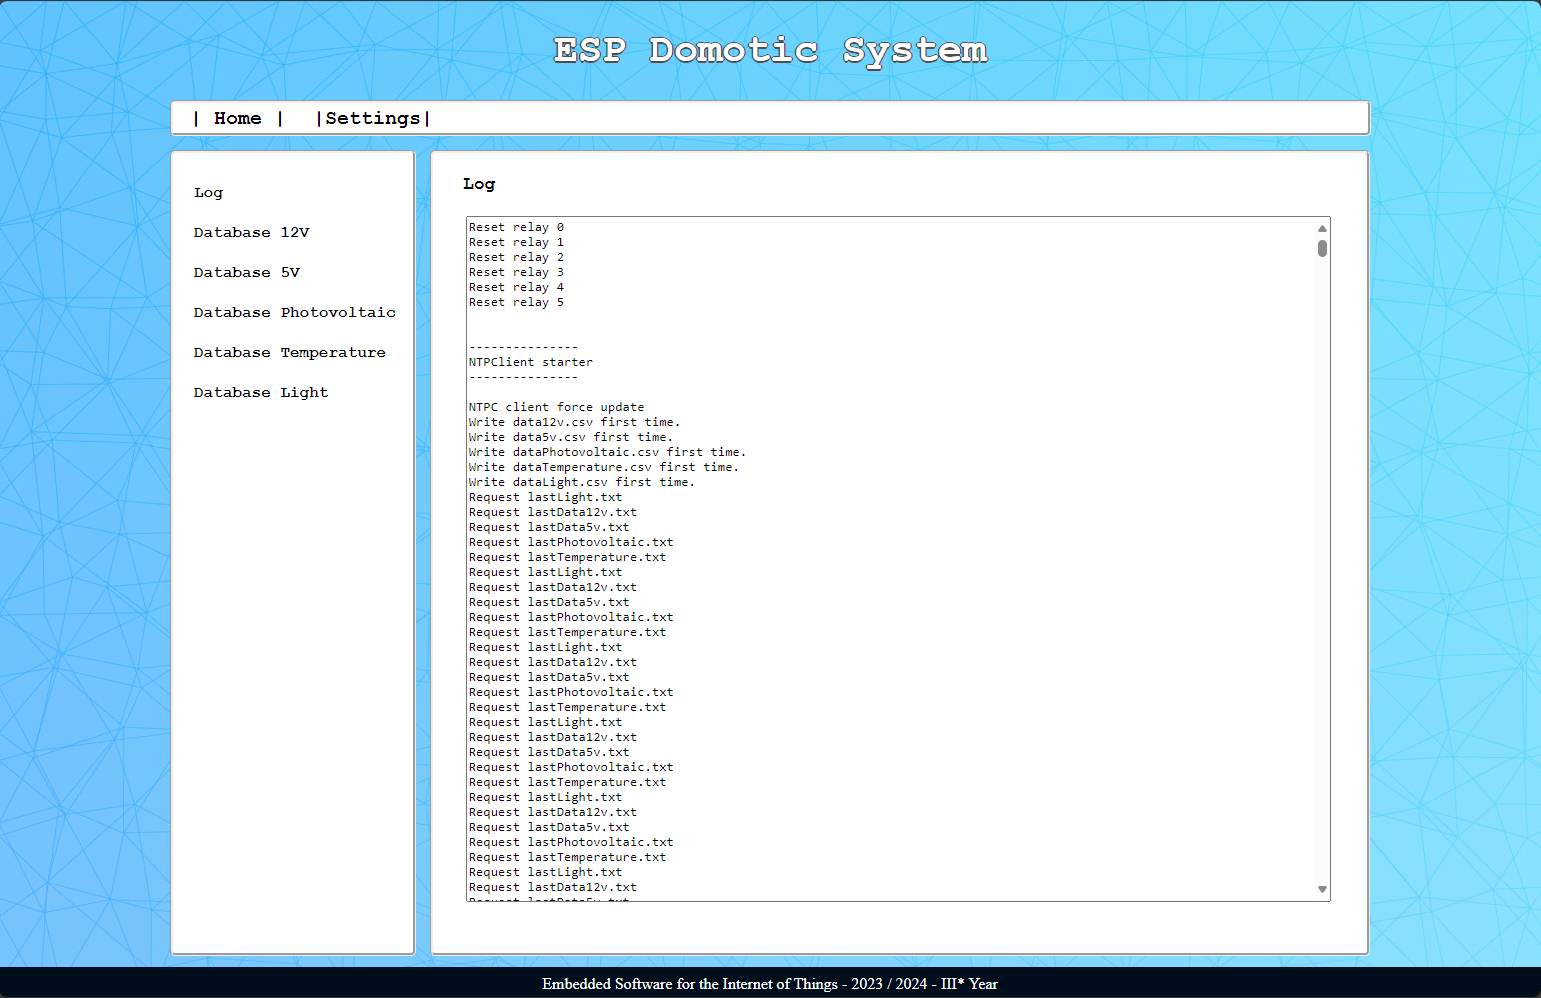 ESP Domotic System
| Home | |Settings|
Log
Database 12V
Database 5V
Database Photovoltaic
Database Temperature
Database Light
Log
Reset relay 0
Reset relay 1
Reset relay 2
Reset relay 3
Reset relay 4
Reset relay 5
---------------
NTPClient starter
---------------
NTPC client force update
Write data12v.csv first time.
Write data5v.csv first time.
Write dataPhotovoltaic.csv first time.
Write dataTemperature.csv first time.
Write dataLight.csv first time.
Request lastLight.txt
Request lastData12v.txt
Request lastData5v.txt
Request lastPhotovoltaic.txt
Request lastTemperature.txt
Request lastLight.txt
Request lastData12v.txt
Request lastData5v.txt
Request lastPhotovoltaic.txt
Request lastTemperature.txt
Request lastLight.txt
Request lastData12v.txt
Request lastData5v.txt
Request lastPhotovoltaic.txt
Request lastTemperature.txt
Request lastLight.txt
Request lastData12v.txt
Request lastData5v.txt
Request lastPhotovoltaic.txt
Request lastTemperature.txt
Request lastLight.txt
Request lastData12v.txt
Request lastData5v.txt
Request lastPhotovoltaic.txt
Request lastTemperature.txt
Request lastLight.txt
Request lastData12v.txt
Request lastData5v.txt
Embedded Software for the Internet of Things - 2023 / 2024 - III* Year